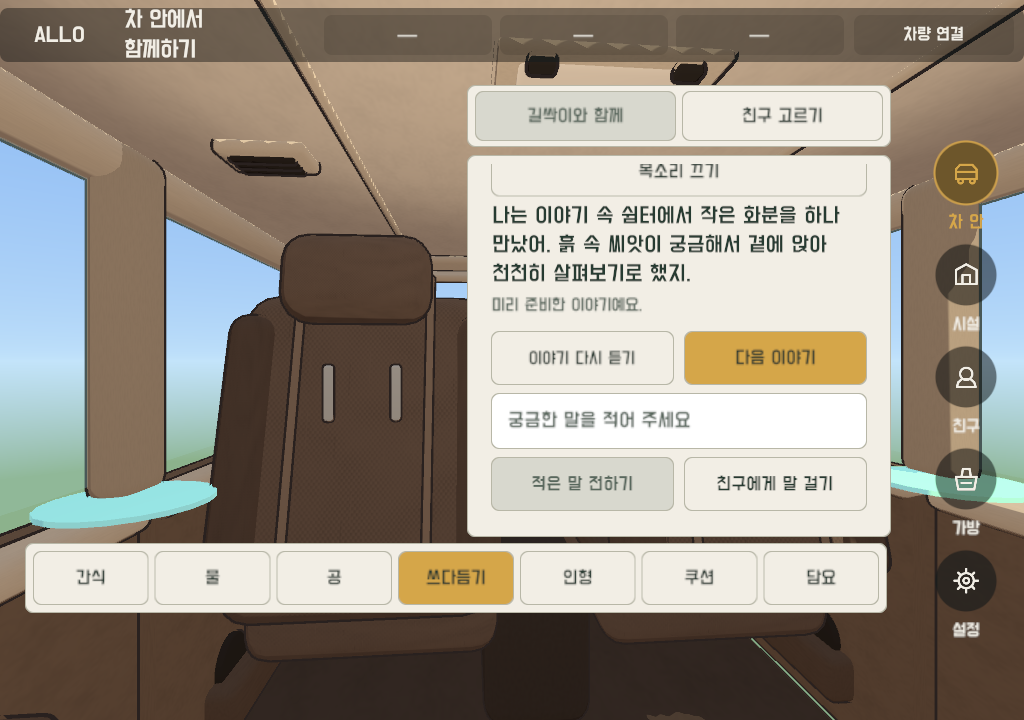 ALLO
차 안에서
함께하기
—
—
—
차량 연결
길싹이와 함께
친구 고르기
목소리 끄기
나는 이야기 속 쉼터에서 작은 화분을 하나
만났어. 흙 속 씨앗이 궁금해서 곁에 앉아
천천히 살펴보기로 했지.
미리 준비한 이야기예요.
이야기 다시 듣기
다음 이야기
궁금한 말을 적어 주세요
적은 말 전하기
친구에게 말 걸기
차 안
시설
친구
가방
설정
간식
물
공
쓰다듬기
인형
쿠션
담요